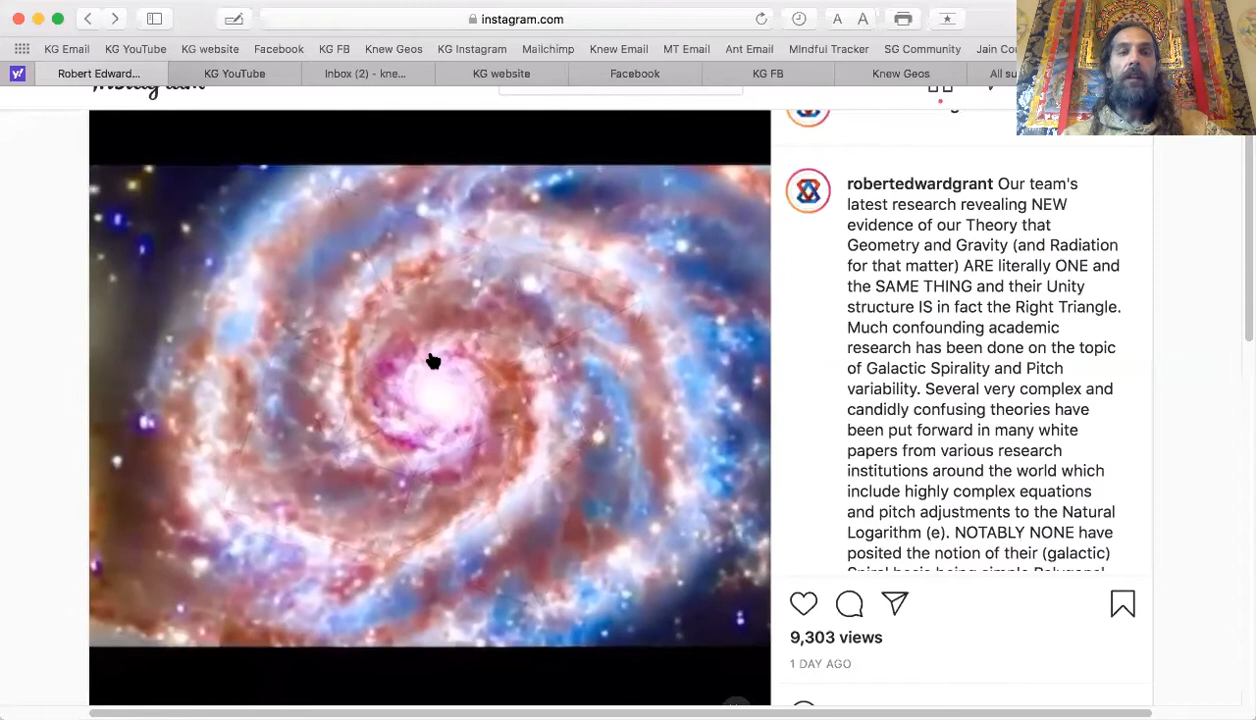 instagram.com
A A
KG Email KG YouTube KG website Facebook KG FB Knew Geos KG Instagram Mailchimp Knew Email MT Email Ant Email MIndful Tracker SG Community Jain Co
y! Robert Edward... KG YouTube Inbox (2) - kne... KG website Facebook KG FB Knew Geos All su
Instagram
robertedwardgrant Our team's
latest research revealing NEW
evidence of our Theory that
Geometry and Gravity (and Radiation
for that matter) ARE literally ONE and
the SAME THING and their Unity
structure IS in fact the Right Triangle.
Much confounding academic
research has been done on the topic
of Galactic Spirality and Pitch
variability. Several very complex and
candidly confusing theories have
been put forward in many white
papers from various research
institutions around the world which
include highly complex equations
and pitch adjustments to the Natural
Logarithm (e). NOTABLY NONE have
posited the notion of their (galactic)
9,303 views
1 DAY AGO